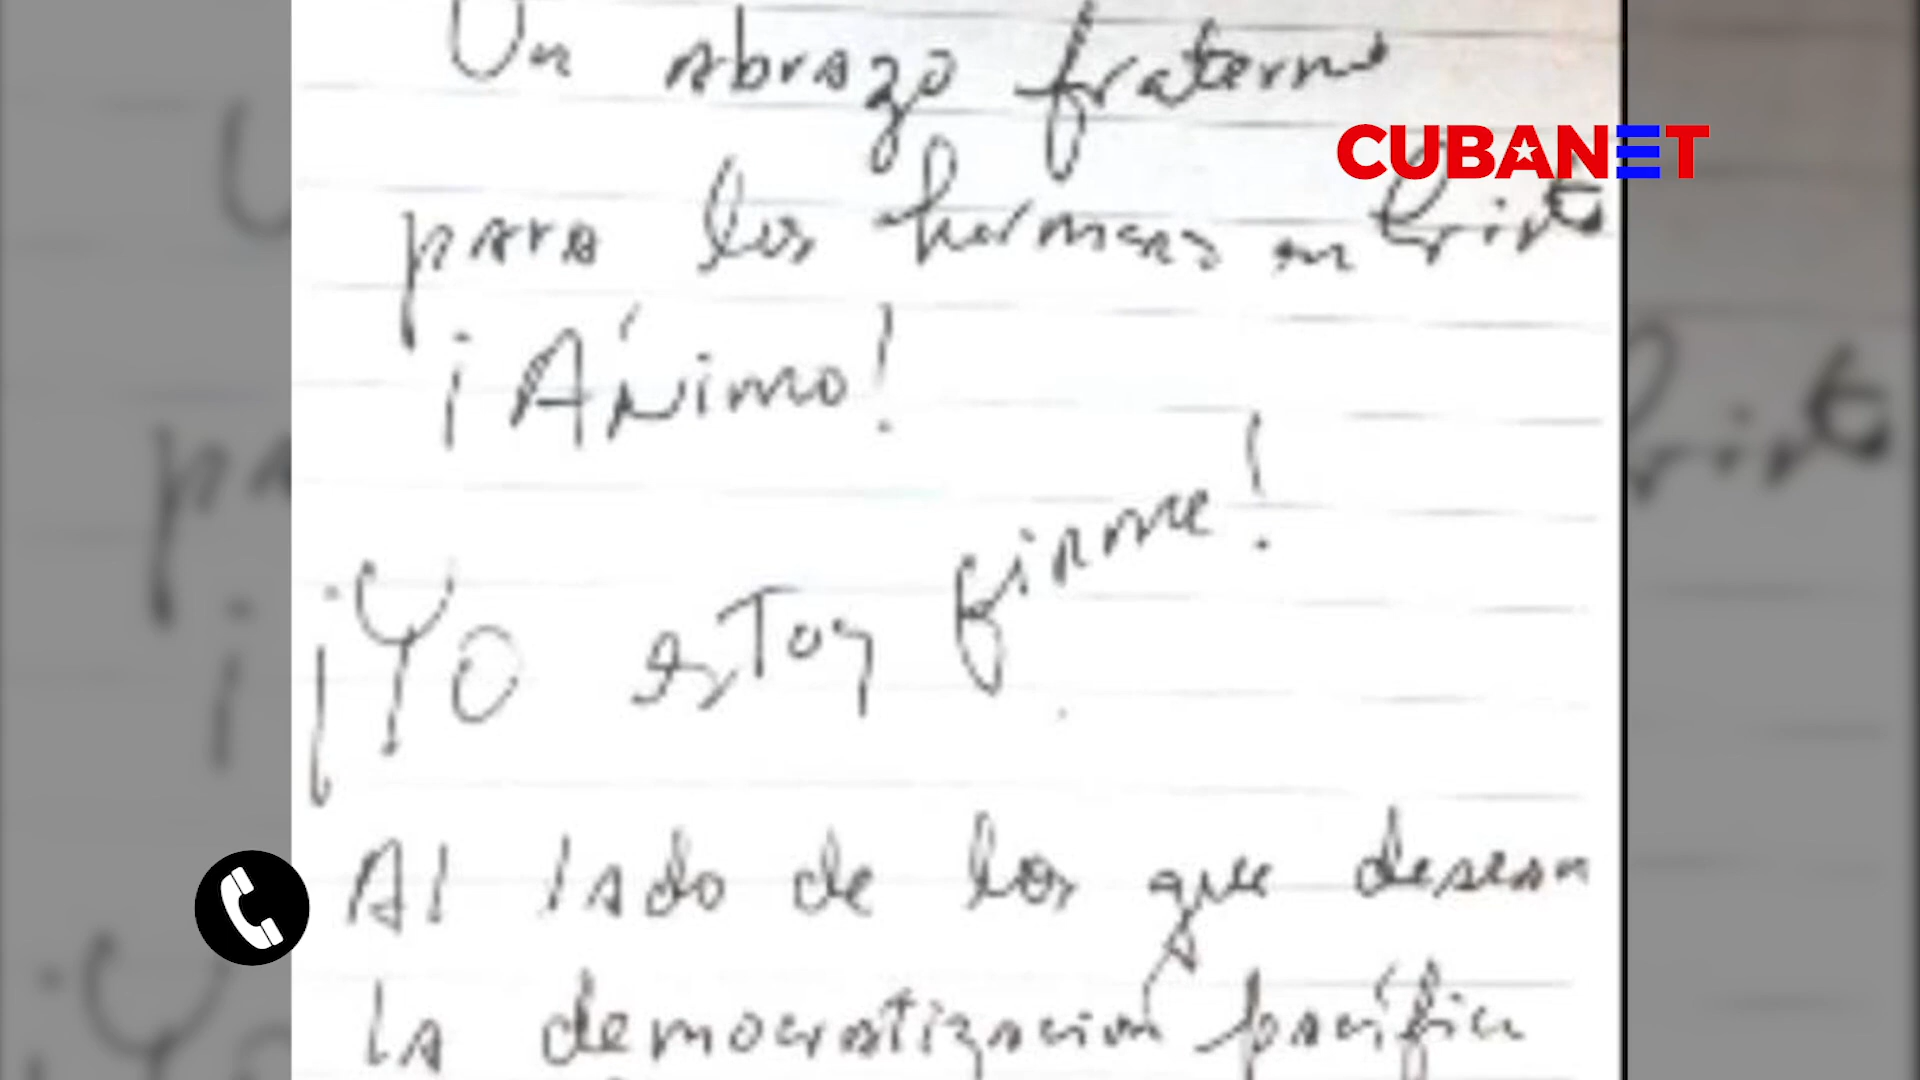 Un abrazo fraterno
CUBANET
para los hermanos en Cristo
¡Ánimo!
¡Yo estoy firme!
Al lado de los que desean
la democratización pacífica